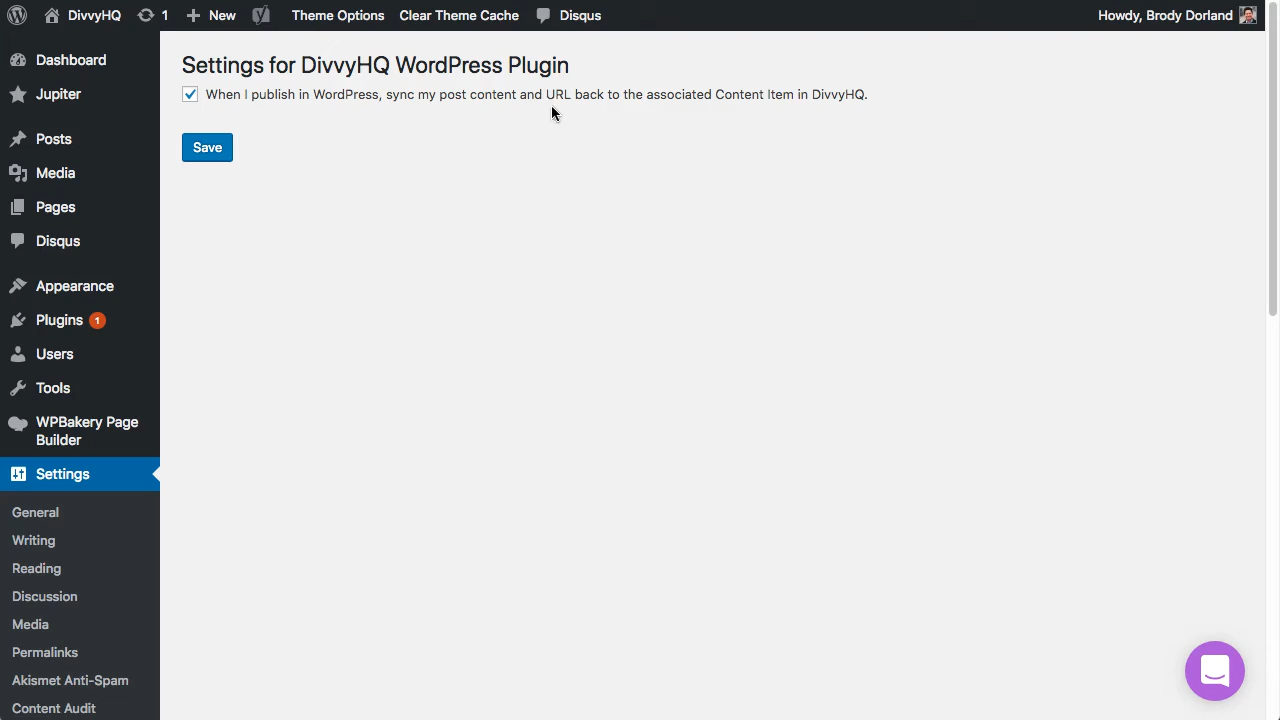 DivvyHQ 1 New Theme Options Clear Theme Cache Disqus Howdy, Brody Dorland
Dashboard
Jupiter
Posts
Media
Pages
Disqus
Appearance
Plugins 1
Users
Tools
WPBakery Page
Builder
Settings
General
Writing
Reading
Discussion
Media
Permalinks
Akismet Anti-Spam
Content Audit
Settings for DivvyHQ WordPress Plugin
When I publish in WordPress, sync my post content and URL back to the associated Content Item in DivvyHQ.
Save